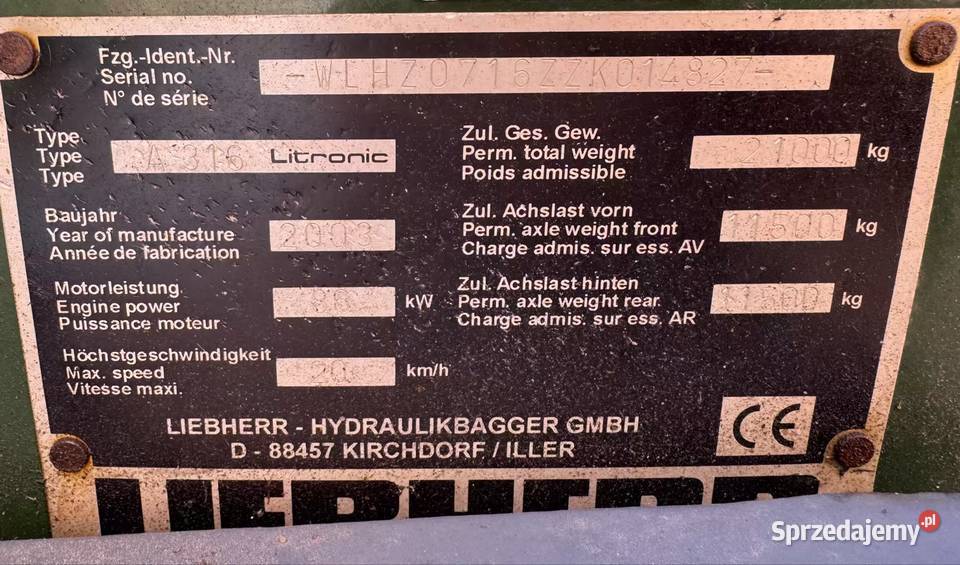 Fzg.-Ident.-Nr.
Serial no.
N° de série
-WLHZ0716ZZK014827-
Type
Type
Type
A 316 Litronic
Baujahr
Year of manufacture
Année de fabrication
2003
Motorleistung
Engine power
Puissance moteur
kW
Höchstgeschwindigkeit
Max. speed
Vitesse maxi.
20 km/h
Zul. Ges. Gew.
Perm. total weight
Poids admissible
kg
Zul. Achslast vorn
Perm. axle weight front
Charge admis. sur ess. AV
11500 kg
Zul. Achslast hinten
Perm. axle weight rear
Charge admis. sur ess. AR
11500 kg
LIEBHERR - HYDRAULIKBAGGER GMBH
D - 88457 KIRCHDORF / ILLER
CE
LIEBHERR
Sprzedajemy.pl